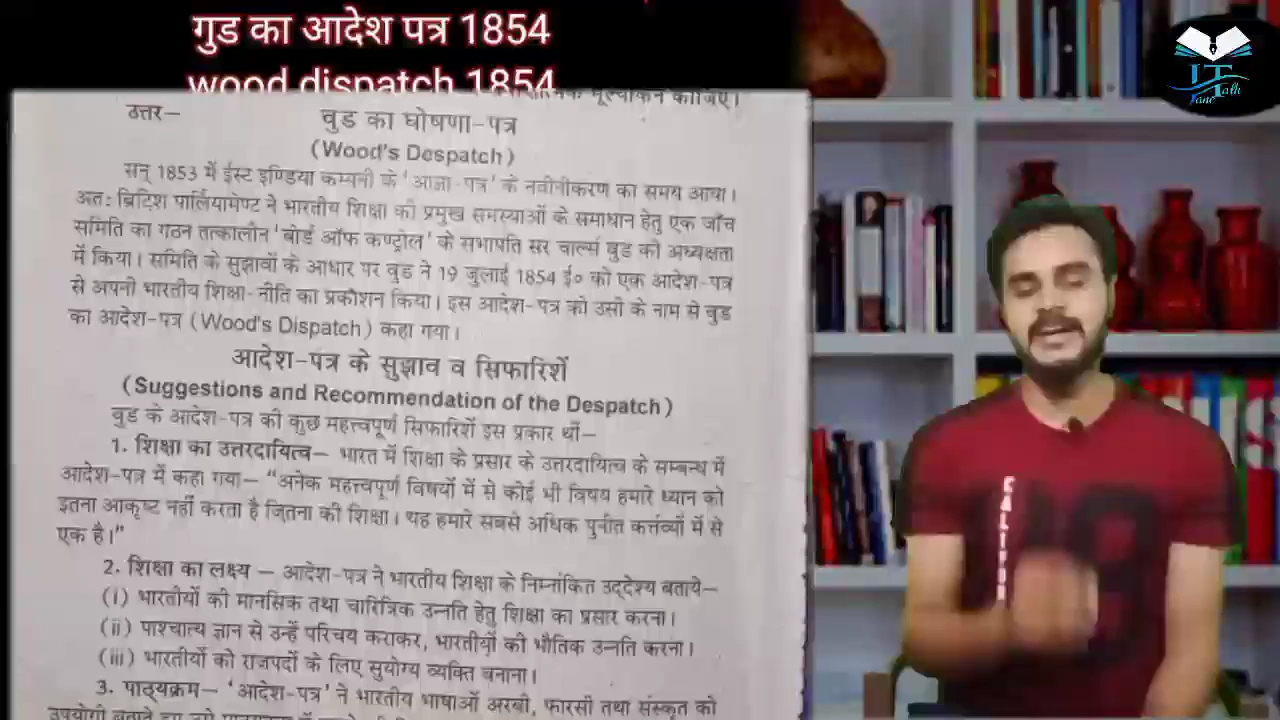 गुड का आदेश पत्र 1854
wood dispatch 1854
मूल्यांकन कीजिए।
उत्तर— वुड का घोषणा-पत्र
(Wood's Despatch)
सन् 1853 में ईस्ट इण्डिया कम्पनी के 'आज्ञा-पत्र' के नवीनीकरण का समय आया।
अतः ब्रिटिश पार्लियामेण्ट ने भारतीय शिक्षा की प्रमुख समस्याओं के समाधान हेतु एक जाँच
समिति का गठन तत्कालीन 'बोर्ड ऑफ कण्ट्रोल' के सभापति सर चार्ल्स वुड की अध्यक्षता
में किया। समिति के सुझावों के आधार पर वुड ने 19 जुलाई 1854 ई० को एक आदेश-पत्र
से अपनी भारतीय शिक्षा-नीति का प्रकाशन किया। इस आदेश-पत्र को उसी के नाम से वुड
का आदेश-पत्र (Wood's Dispatch) कहा गया।
आदेश-पत्र के सुझाव व सिफारिशें
(Suggestions and Recommendation of the Despatch)
वुड के आदेश-पत्र की कुछ महत्त्वपूर्ण सिफारिशें इस प्रकार थीं—
1. शिक्षा का उत्तरदायित्व— भारत में शिक्षा के प्रसार के उत्तरदायित्व के सम्बन्ध में
आदेश-पत्र में कहा गया— “अनेक महत्त्वपूर्ण विषयों में से कोई भी विषय हमारे ध्यान को
इतना आकृष्ट नहीं करता है जितना की शिक्षा। यह हमारे सबसे अधिक पुनीत कर्त्तव्यों में से
एक है।”
2. शिक्षा का लक्ष्य — आदेश-पत्र ने भारतीय शिक्षा के निम्नांकित उद्देश्य बताये—
(i) भारतीयों की मानसिक तथा चारित्रिक उन्नति हेतु शिक्षा का प्रसार करना।
(ii) पाश्चात्य ज्ञान से उन्हें परिचय कराकर, भारतीयों की भौतिक उन्नति करना।
(iii) भारतीयों को राजपदों के लिए सुयोग्य व्यक्ति बनाना।
3. पाठ्यक्रम— 'आदेश-पत्र' ने भारतीय भाषाओं अरबी, फारसी तथा संस्कृत को
उपयोगी
JT
Jane Talk
CALIFOR